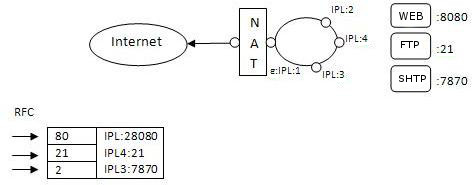 IPL:2
WEB :8080
Internet
N
A
T
IPL:4
FTP :21
g:IPL:1
IPL:3
SHTP :7870
RFC
80 IPL:28080
21 IPL4:21
2 IPL3:7870